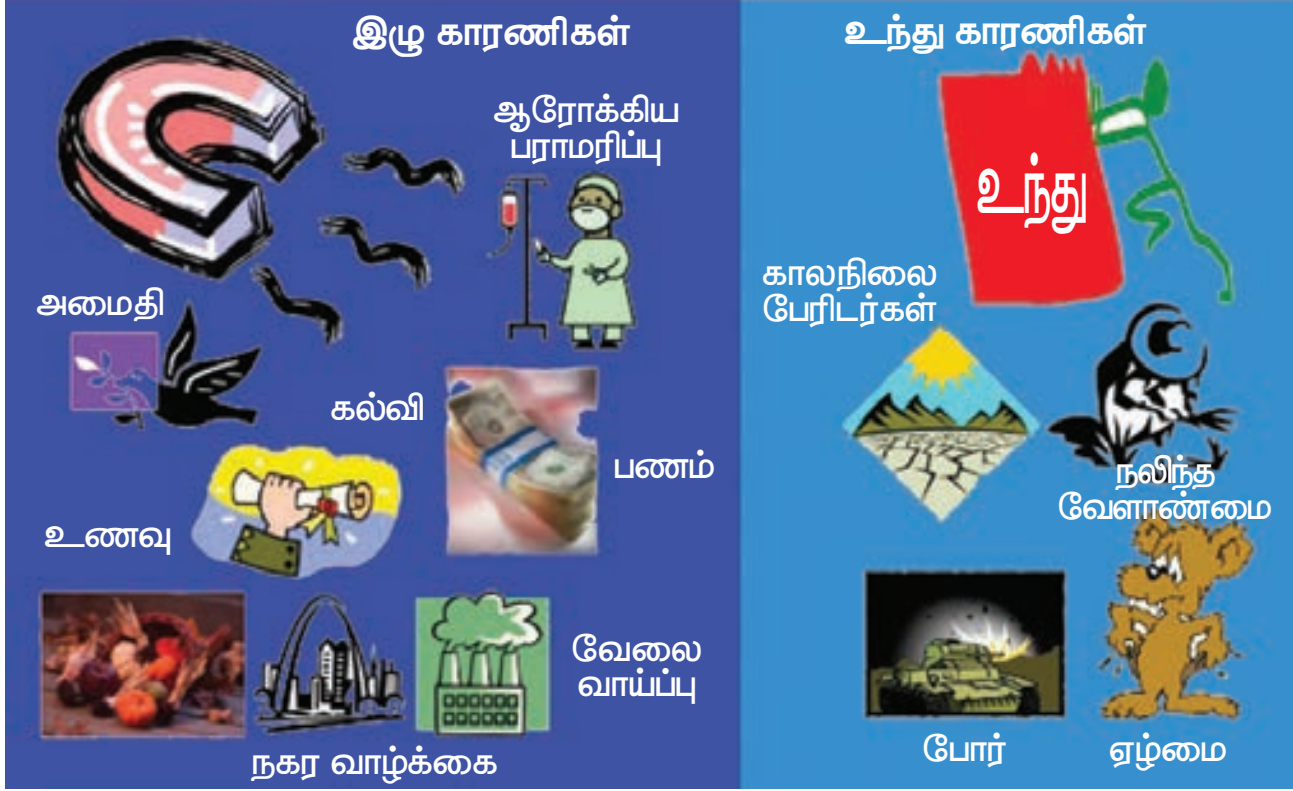 இழு காரணிகள்
ஆரோக்கிய
பராமரிப்பு
அமைதி
கல்வி
பணம்
உணவு
வேலை
வாய்ப்பு
நகர வாழ்க்கை
உந்து காரணிகள்
உந்து
காலநிலை
பேரிடர்கள்
நலிந்த
வேளாண்மை
போர்
ஏழ்மை